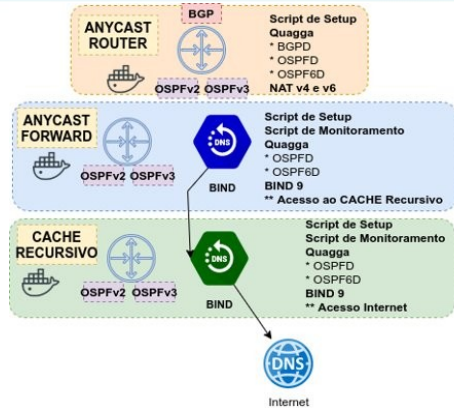 ANYCAST
ROUTER
BGP
OSPFv2 OSPFv3
Script de Setup
Quagga
* BGPD
* OSPFD
* OSPF6D
NAT v4 e v6
ANYCAST
FORWARD
OSPFv2 OSPFv3
DNS
BIND
Script de Setup
Script de Monitoramento
Quagga
* OSPFD
* OSPF6D
BIND 9
** Acesso ao CACHE Recursivo
CACHE
RECURSIVO
OSPFv2 OSPFv3
DNS
BIND
Script de Setup
Script de Monitoramento
Quagga
* OSPFD
* OSPF6D
BIND 9
** Acesso Internet
DNS
Internet